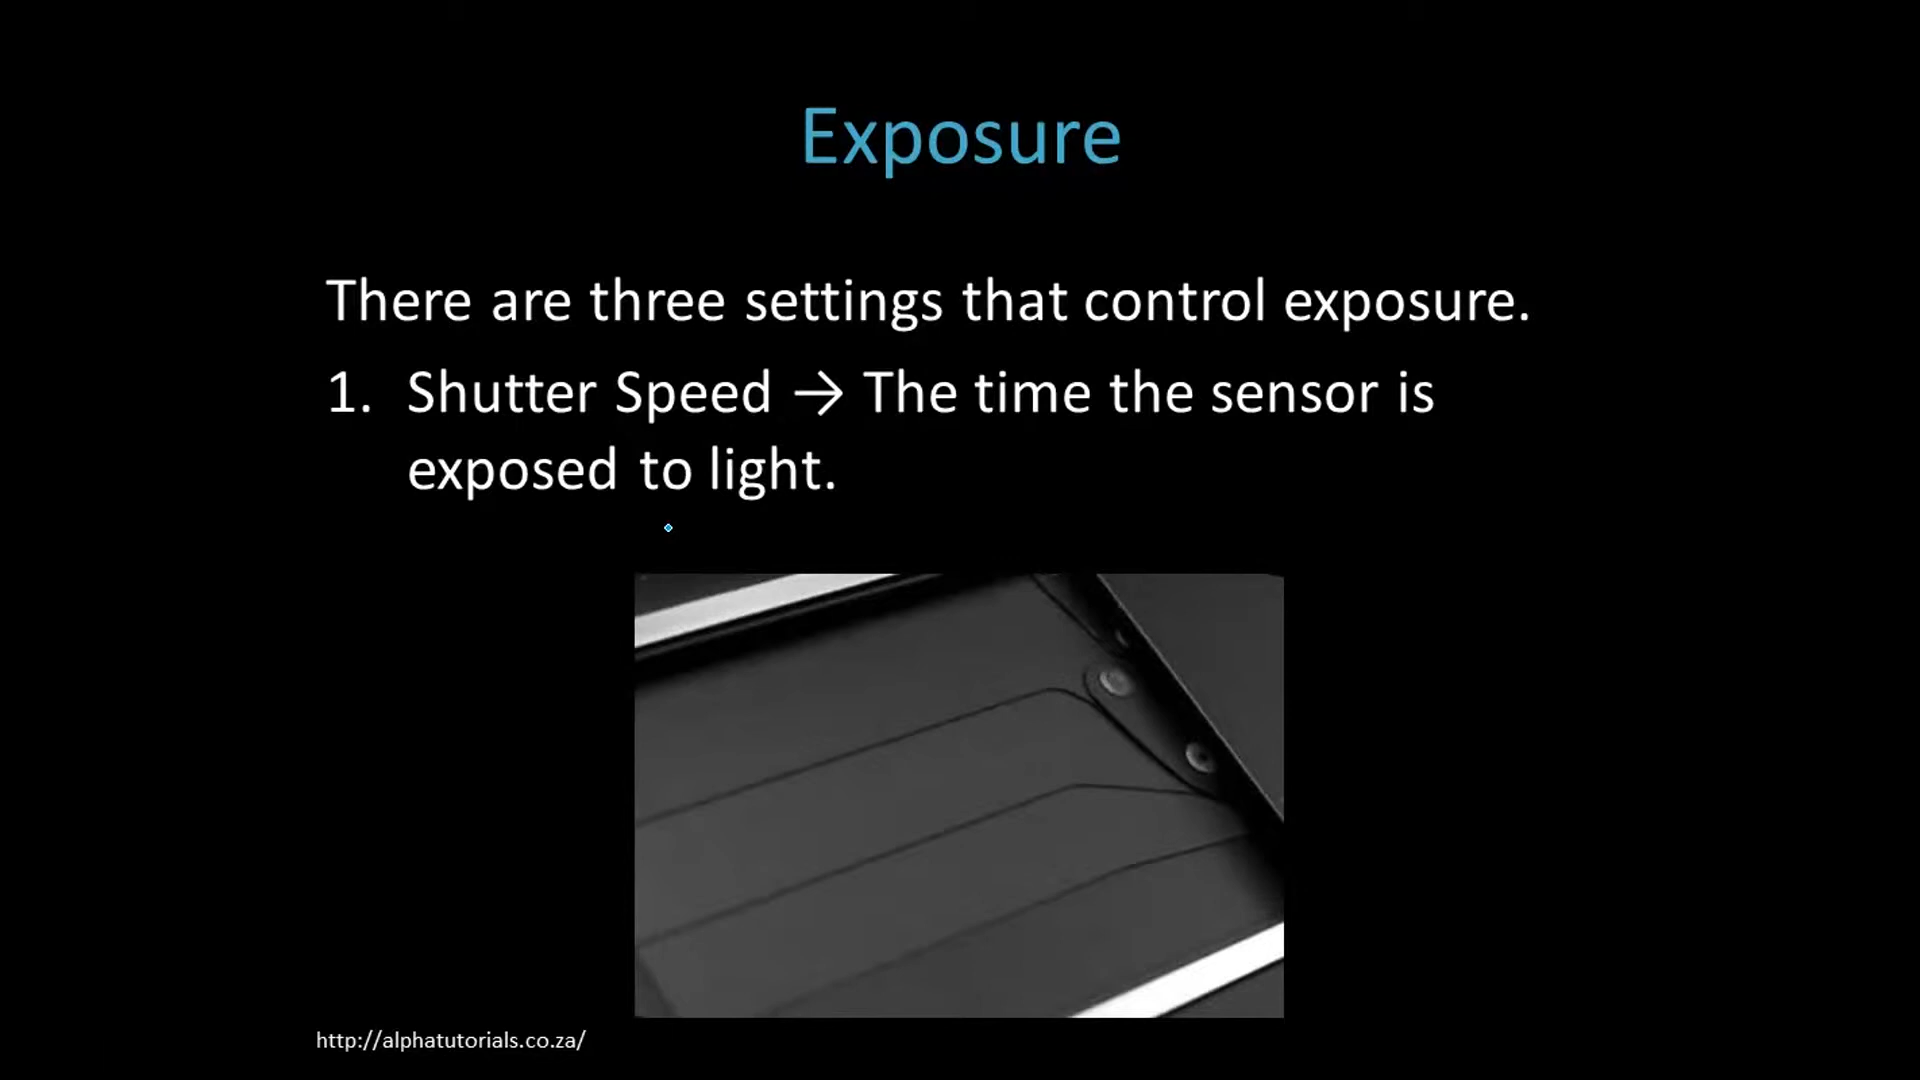 Exposure
There are three settings that control exposure.
1. Shutter Speed → The time the sensor is
exposed to light.
http://alphatutorials.co.za/